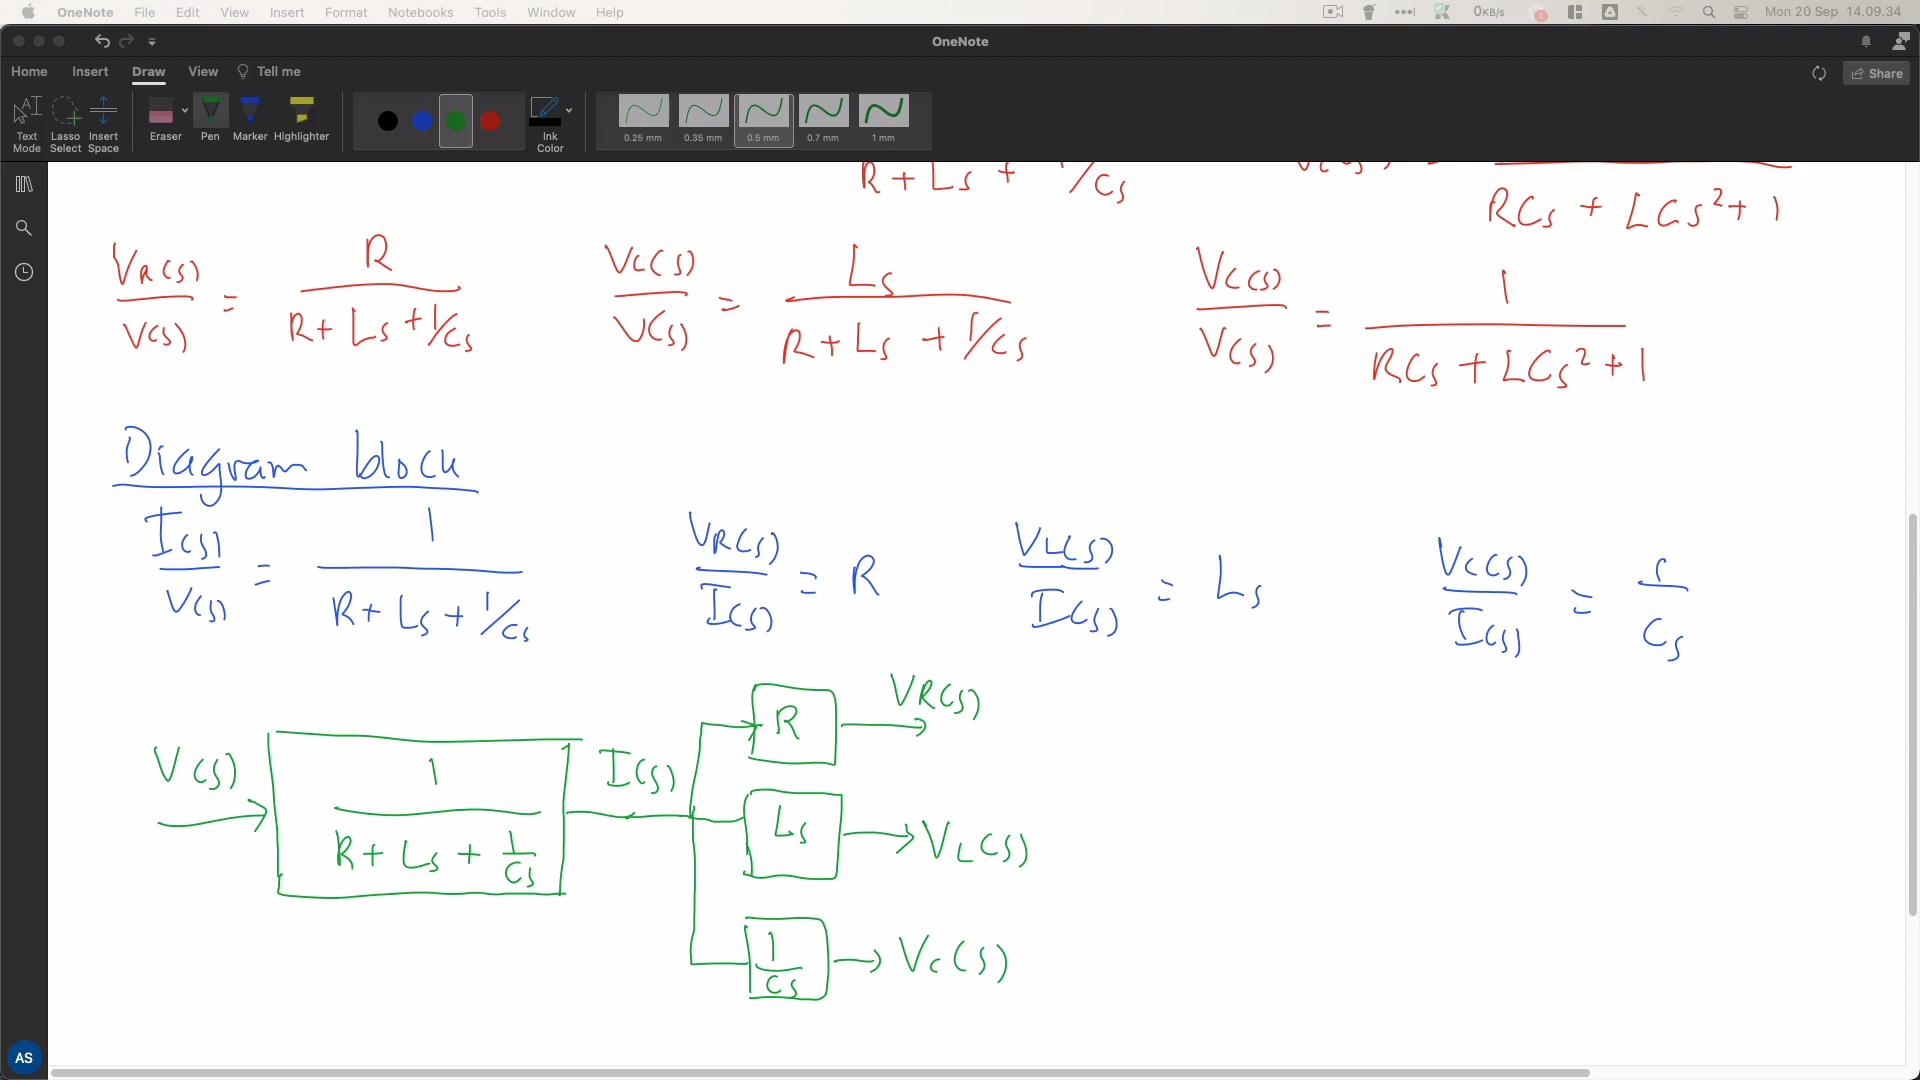 OneNote File Edit View Insert Format Notebooks Tools Window Help 0KB/s Mon 20 Sep 14.09.34
OneNote
Home Insert Draw View Tell me Share
Text Mode Lasso Select Insert Space Eraser Pen Marker Highlighter Ink Color 0.25 mm 0.35 mm 0.5 mm 0.7 mm 1 mm
R + Ls + 1/Cs
RCs + LCs² + 1
VR(s)/V(s) = R/(R + Ls + 1/Cs)
VL(s)/V(s) = Ls/(R + Ls + 1/Cs)
VC(s)/V(s) = 1/(RCs + LCs² + 1)
Diagram block
I(s)/V(s) = 1/(R + Ls + 1/Cs)
VR(s)/I(s) = R
VL(s)/I(s) = Ls
VC(s)/I(s) = 1/Cs
V(s)
1/(R + Ls + 1/Cs)
I(s)
R VR(s)
Ls VL(s)
1/Cs Vc(s)
AS